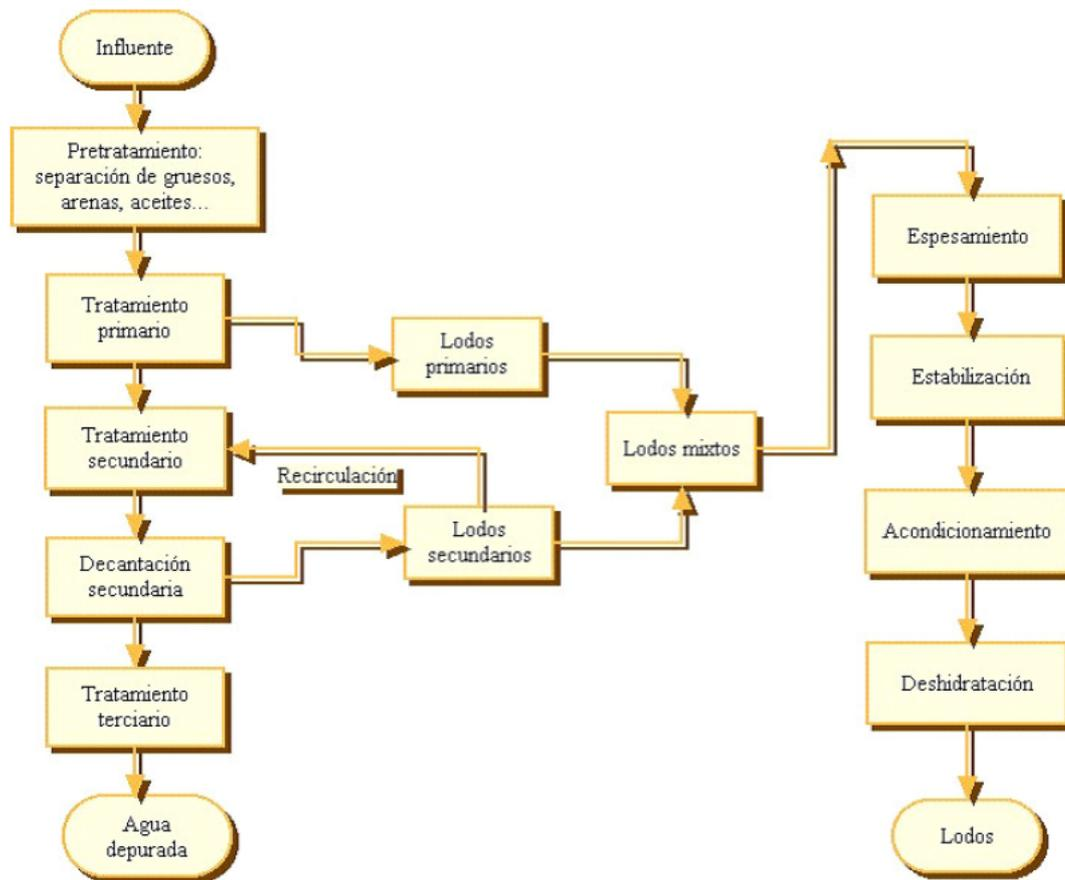 Influente
Pretratamiento:
separación de gruesos,
arenas, aceites...
Tratamiento
primario
Lodos
primarios
Tratamiento
secundario
Recirculación
Lodos
secundarios
Lodos mixtos
Decantación
secundaria
Tratamiento
terciario
Agua
depurada
Espesamiento
Estabilización
Acondicionamiento
Deshidratación
Lodos